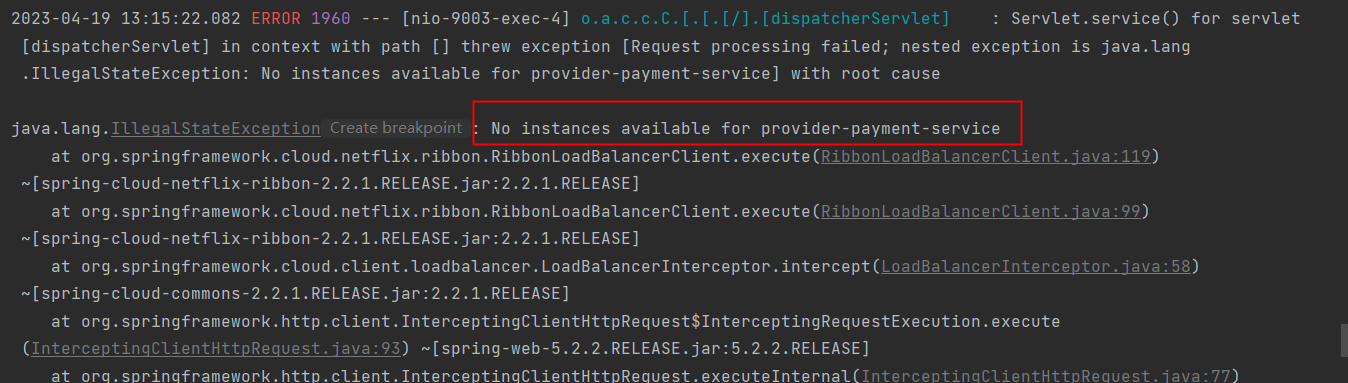 2023-04-19 13:15:22.082 ERROR 1960 --- [nio-9003-exec-4] o.a.c.c.C.[.[.[/].[dispatcherServlet]    : Servlet.service() for servlet
[dispatcherServlet] in context with path [] threw exception [Request processing failed; nested exception is java.lang
.IllegalStateException: No instances available for provider-payment-service] with root cause
java.lang.IllegalStateException Create breakpoint : No instances available for provider-payment-service
at org.springframework.cloud.netflix.ribbon.RibbonLoadBalancerClient.execute(RibbonLoadBalancerClient.java:119)
~[spring-cloud-netflix-ribbon-2.2.1.RELEASE.jar:2.2.1.RELEASE]
at org.springframework.cloud.netflix.ribbon.RibbonLoadBalancerClient.execute(RibbonLoadBalancerClient.java:99)
~[spring-cloud-netflix-ribbon-2.2.1.RELEASE.jar:2.2.1.RELEASE]
at org.springframework.cloud.client.loadbalancer.LoadBalancerInterceptor.intercept(LoadBalancerInterceptor.java:58)
~[spring-cloud-commons-2.2.1.RELEASE.jar:2.2.1.RELEASE]
at org.springframework.http.client.InterceptingClientHttpRequest$InterceptingRequestExecution.execute
(InterceptingClientHttpRequest.java:93) ~[spring-web-5.2.2.RELEASE.jar:5.2.2.RELEASE]
at org.springframework.http.client.InterceptingClientHttpRequest.executeInternal(InterceptingClientHttpRequest.java:77)